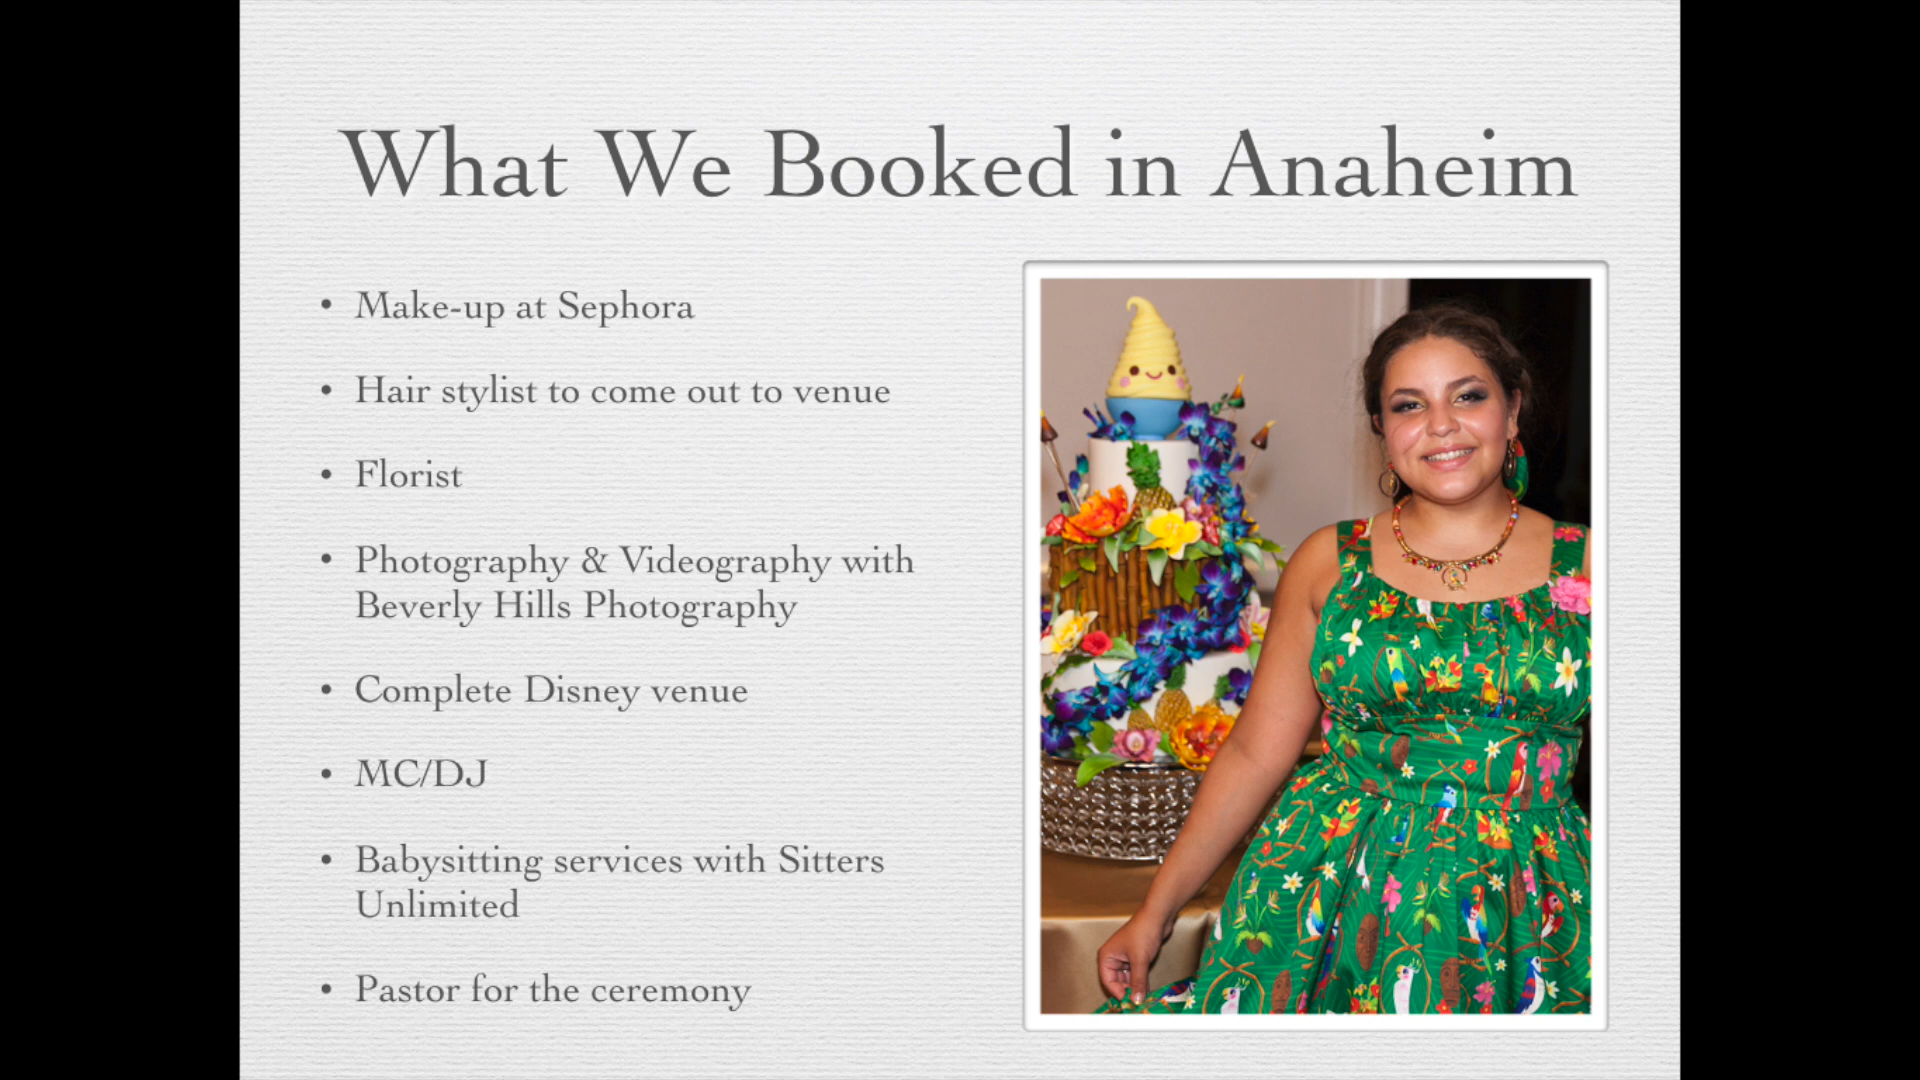 What We Booked in Anaheim
• Make-up at Sephora
• Hair stylist to come out to venue
• Florist
• Photography & Videography with
Beverly Hills Photography
• Complete Disney venue
• MC/DJ
• Babysitting services with Sitters
Unlimited
• Pastor for the ceremony